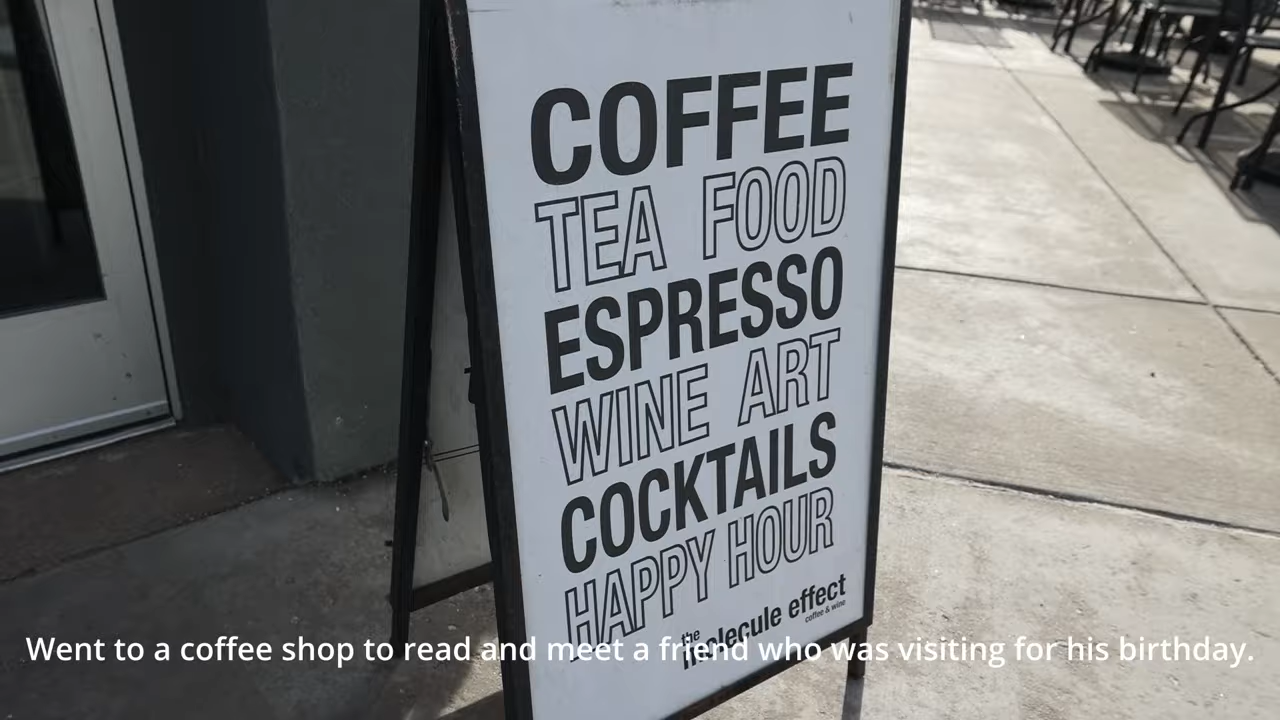 COFFEE
TEA FOOD
ESPRESSO
WINE ART
COCKTAILS
HAPPY HOUR
the
molecule effect
coffee & wine
Went to a coffee shop to read and meet a friend who was visiting for his birthday.